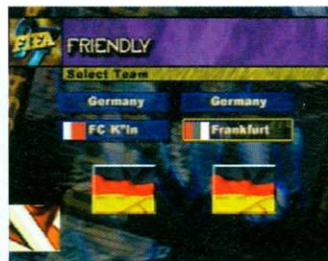 FIFA
FRIENDLY
Select Team
Germany Germany
FC K"ln Frankfurt